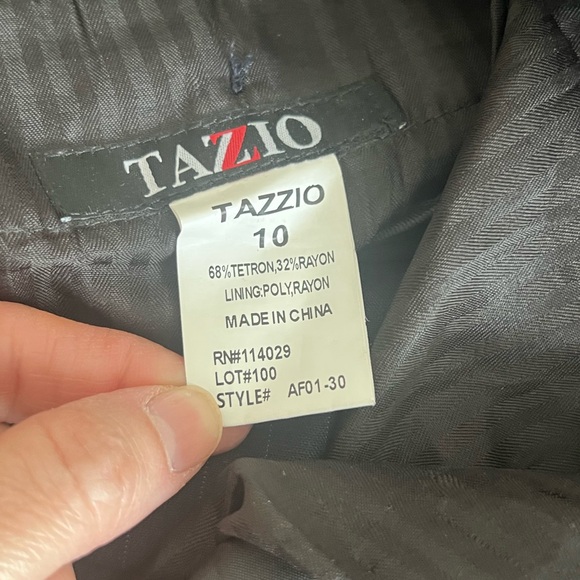 TAZIO
TAZZIO
10
68%TETRON,32%RAYON
LINING:POLY,RAYON
MADE IN CHINA
RN#114029
LOT#100
STYLE# AF01-30